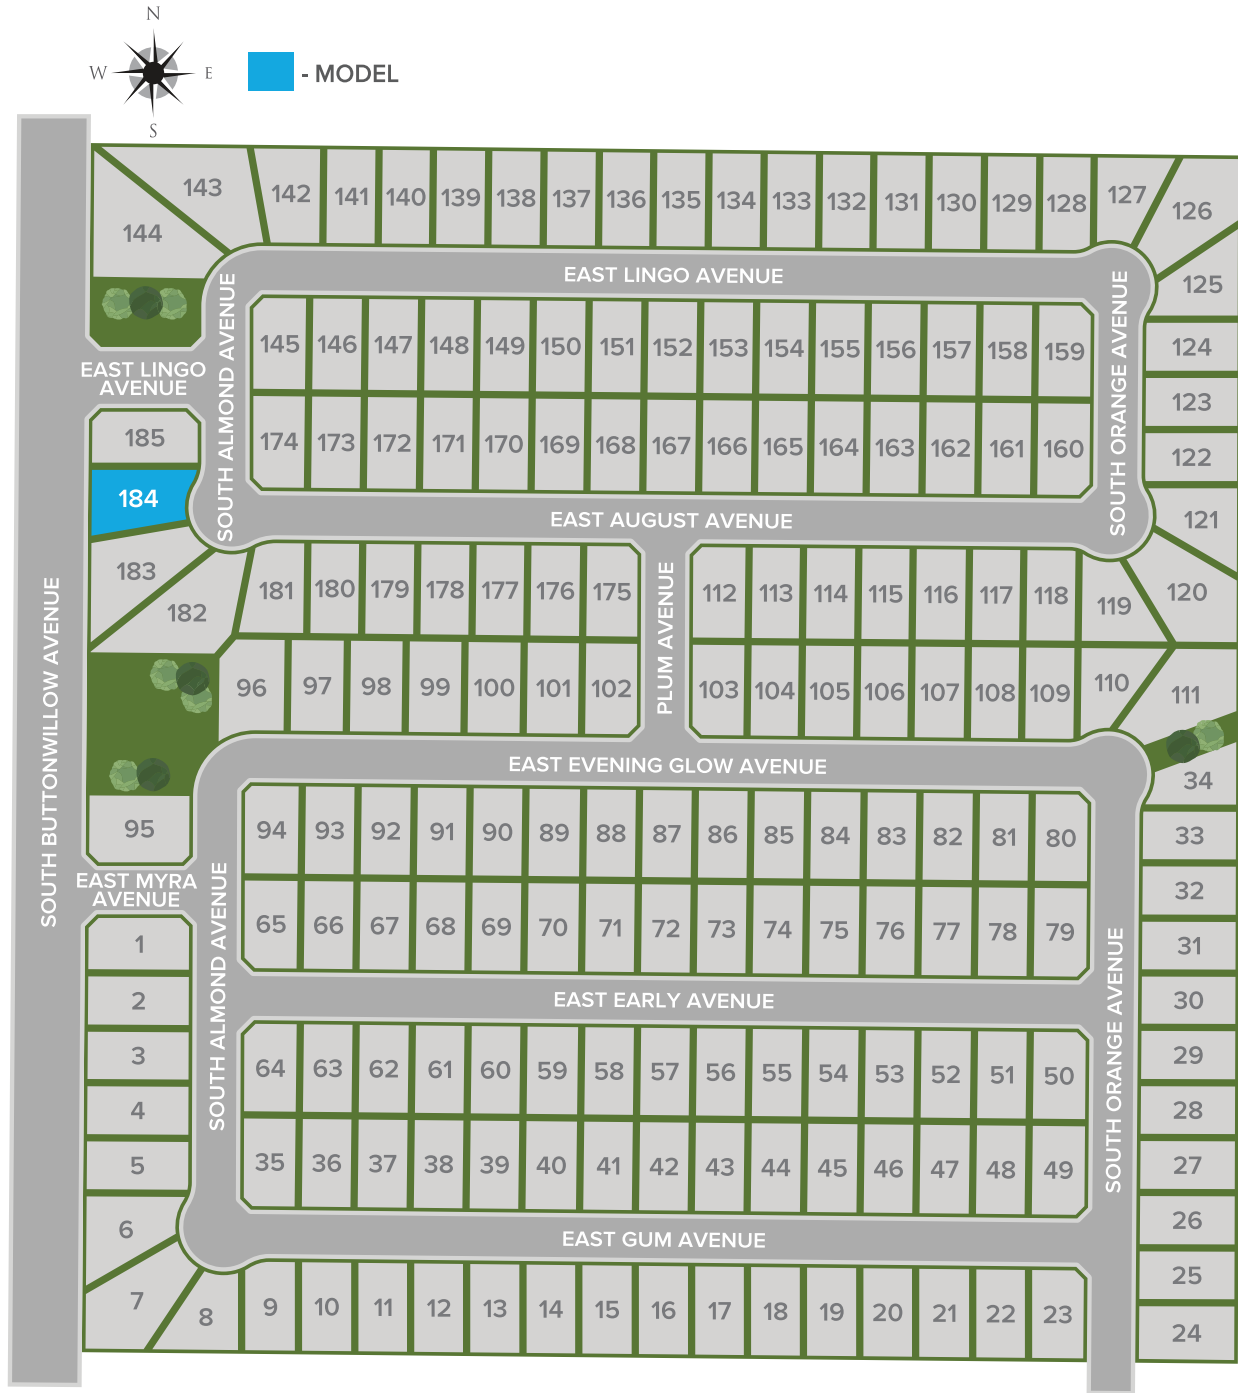 N
W E
S
- MODEL
143 142 141 140 139 138 137 136 135 134 133 132 131 130 129 128 127 126
144
125
EAST LINGO AVENUE
SOUTH ALMOND AVENUE
SOUTH ORANGE AVENUE
145 146 147 148 149 150 151 152 153 154 155 156 157 158 159
124
EAST LINGO
AVENUE
123
185
174 173 172 171 170 169 168 167 166 165 164 163 162 161 160
122
184
EAST AUGUST AVENUE
121
183
182
181 180 179 178 177 176 175
PLUM AVENUE
112 113 114 115 116 117 118 119 120
SOUTH BUTTONWILLOW AVENUE
96 97 98 99 100 101 102
103 104 105 106 107 108 109 110 111
EAST EVENING GLOW AVENUE
34
95
94 93 92 91 90 89 88 87 86 85 84 83 82 81 80
33
EAST MYRA
AVENUE
SOUTH ALMOND AVENUE
SOUTH ORANGE AVENUE
32
65 66 67 68 69 70 71 72 73 74 75 76 77 78 79
1
31
2
EAST EARLY AVENUE
30
3
64 63 62 61 60 59 58 57 56 55 54 53 52 51 50
29
4
28
5
35 36 37 38 39 40 41 42 43 44 45 46 47 48 49
27
6
EAST GUM AVENUE
26
25
7 8 9 10 11 12 13 14 15 16 17 18 19 20 21 22 23
24